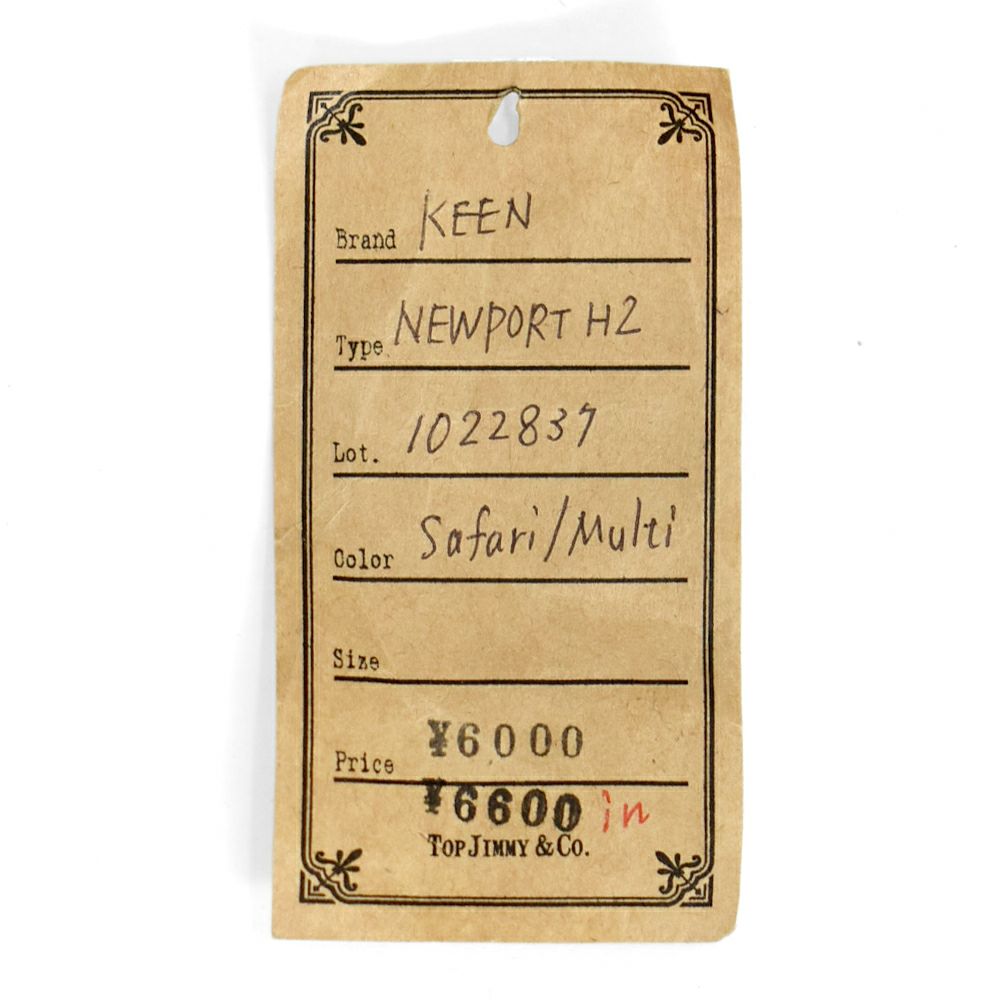 Brand KEEN
Type NEWPORT H2
Lot. 1022837
Color Safari/Multi
Size
Price ¥6000
¥6600 in
TOP JIMMY & CO.